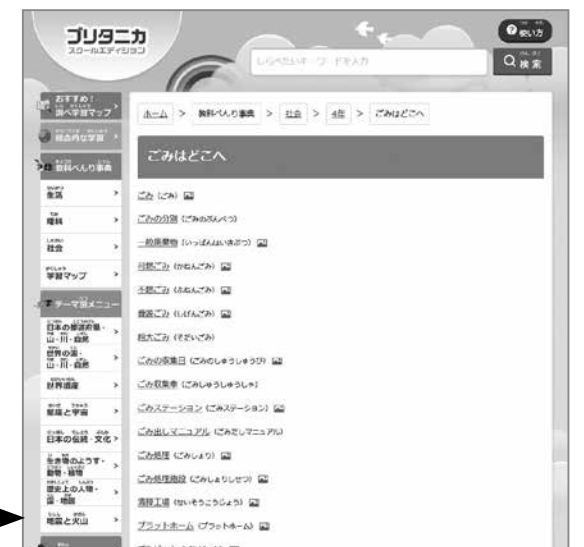 ブリタニカ
スクールエディション
使い方
しらべたいキーワードを入力
検索
ホーム > 教科べんり事典 > 社会 > 4年 > ごみはどこへ
おすすめ!
調べ学習マップ
総合的な学習
教科べんり事典
生活
理科
社会
学習マップ
テーマ別メニュー
日本の都道府県・
山・川・自然
世界の国・
山・川・自然
世界遺産
星座と宇宙
日本の伝統・文化
生き物のようす・
動物・植物
歴史上の人物・
国・地図
地震と火山
ごみはどこへ
ごみ (ごみ)
ごみの分別 (ごみのぶんべつ)
一般廃棄物 (いっぱんはいきぶつ)
可燃ごみ (かねんごみ)
不燃ごみ (ふねんごみ)
資源ごみ (しげんごみ)
粗大ごみ (そだいごみ)
ごみの収集日 (ごみのしゅうしゅうび)
ごみ収集車 (ごみしゅうしゅうしゃ)
ごみステーション (ごみステーション)
ごみ出しマニュアル (ごみだしマニュアル)
ごみ処理 (ごみしょり)
ごみ処理施設 (ごみしょりしせつ)
清掃工場 (せいそうこうじょう)
プラットホーム (プラットホーム)